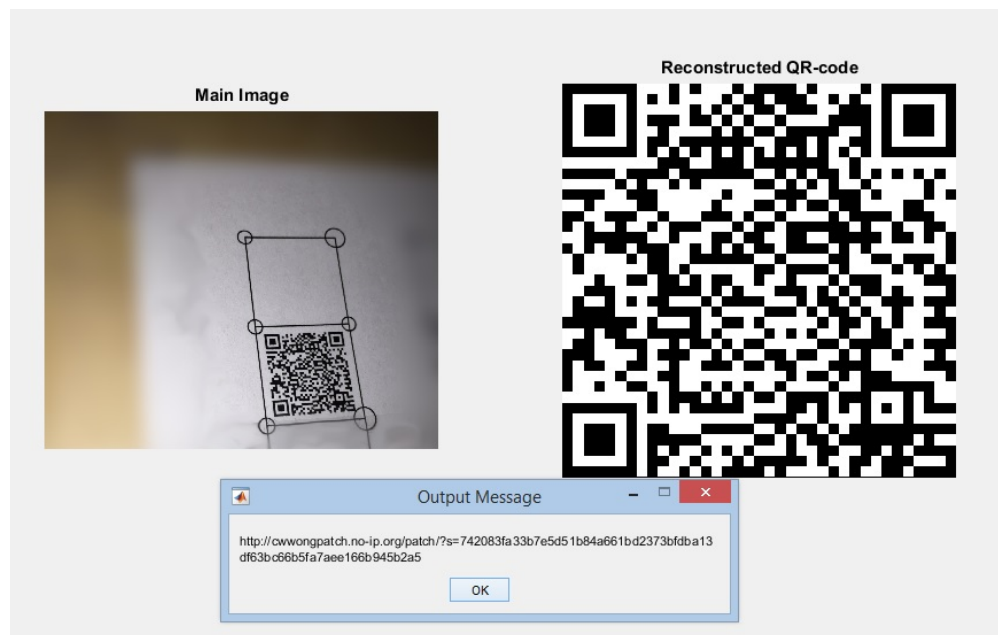 Main Image
Reconstructed QR-code
Output Message
http://cwwongpatch.no-ip.org/patch/?s=742083fa33b7e5d51b84a661bd2373bfdba13
df63bc66b5fa7aee166b945b2a5
OK